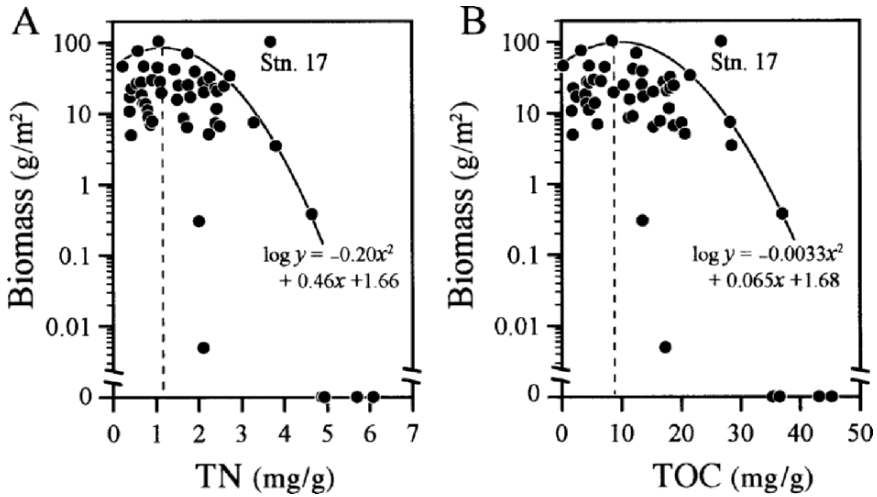 A
B
Biomass (g/m²)
100
10
1
0.1
0.01
0
Stn. 17
log y = –0.20x²
+ 0.46x +1.66
0 1 2 3 4 5 6 7
TN (mg/g)
Biomass (g/m²)
100
10
1
0.1
0.01
0
Stn. 17
log y = –0.0033x²
+ 0.065x +1.68
0 10 20 30 40 50
TOC (mg/g)